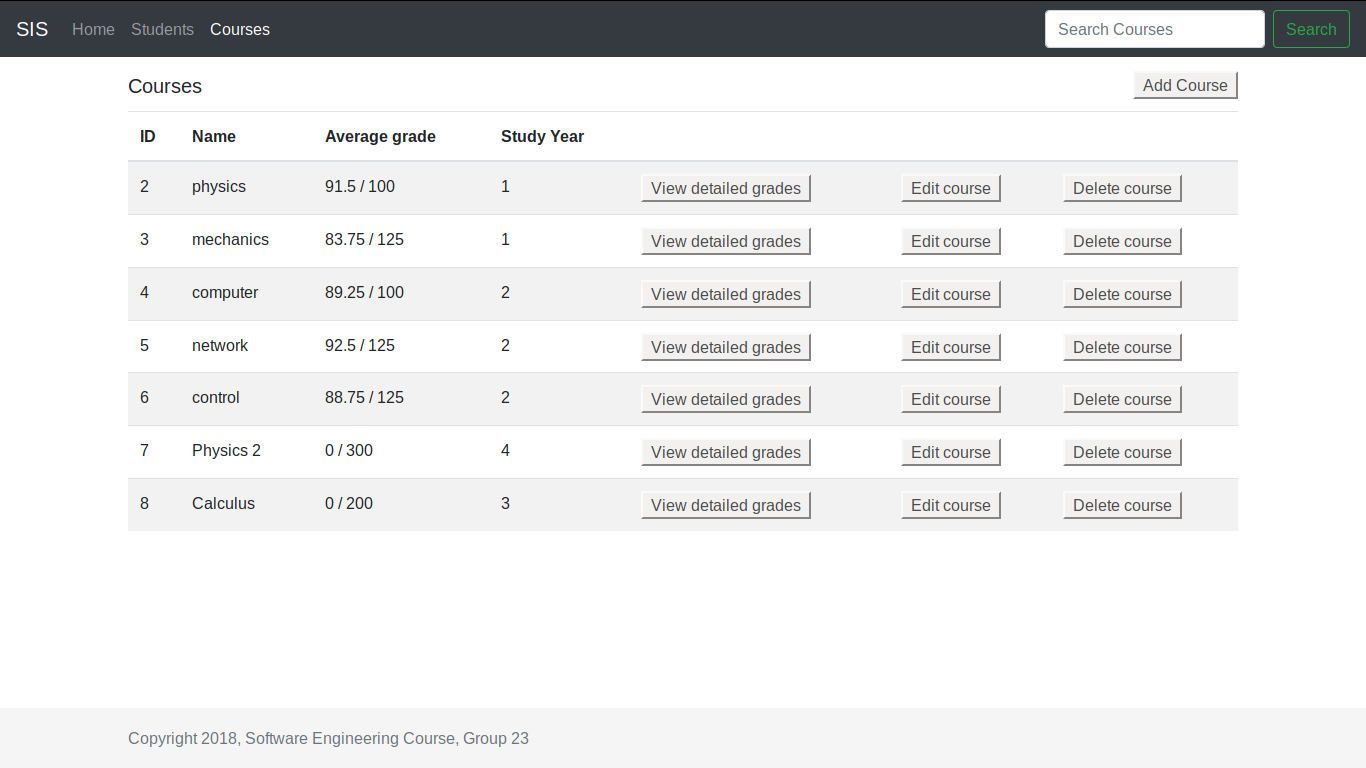 SIS Home Students Courses Search Courses Search
Courses Add Course
ID Name Average grade Study Year
2 physics 91.5 / 100 1 View detailed grades Edit course Delete course
3 mechanics 83.75 / 125 1 View detailed grades Edit course Delete course
4 computer 89.25 / 100 2 View detailed grades Edit course Delete course
5 network 92.5 / 125 2 View detailed grades Edit course Delete course
6 control 88.75 / 125 2 View detailed grades Edit course Delete course
7 Physics 2 0 / 300 4 View detailed grades Edit course Delete course
8 Calculus 0 / 200 3 View detailed grades Edit course Delete course
Copyright 2018, Software Engineering Course, Group 23